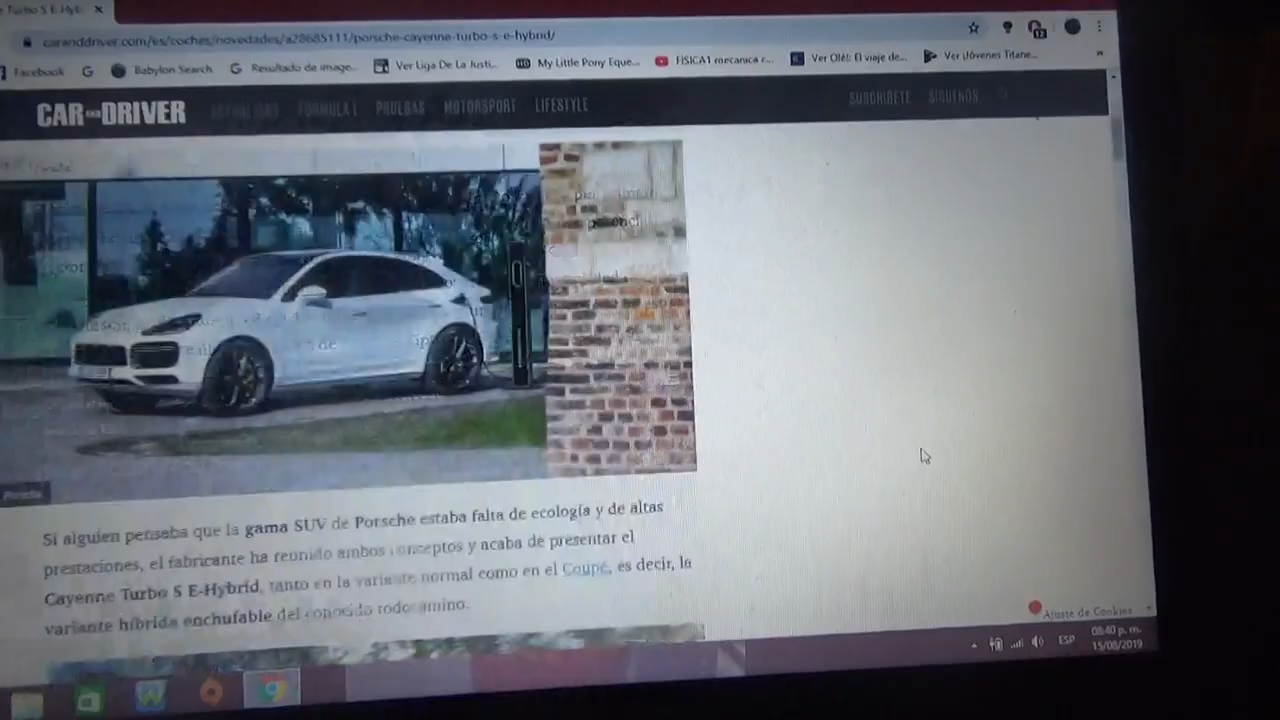 Turbo S E-Hyb
caranddriver.com/es/coches/novedades/a28685111/porsche-cayenne-turbo-s-e-hybrid/
12
Facebook
Babylon Search
Resultado de image...
Ver Liga De La Justi...
My Little Pony Eque...
FISICA1 mecanica r...
Ver Olé!: El viaje de...
Ver Jóvenes Titane...
CAR AND DRIVER
FÓRMULA 1
PRUEBAS
MOTORSPORT
LIFESTYLE
SUSCRÍBETE
SÍGUENOS
Si alguien pensaba que la gama SUV de Porsche estaba falta de ecología y de altas
prestaciones, el fabricante ha reunido ambos conceptos y acaba de presentar el
Cayenne Turbo S E-Hybrid, tanto en la variante normal como en el Coupé, es decir, la
variante híbrida enchufable del conocido todocamino.
Ajuste de Cookies
ESP
08:40 p. m.
15/08/2019